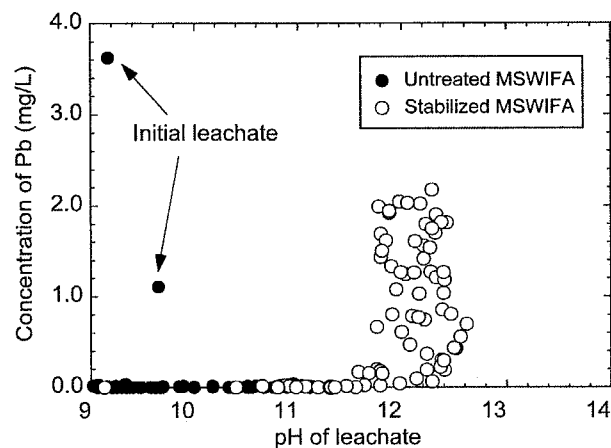 4.0
3.0
2.0
1.0
0.0
Concentration of Pb (mg/L)
Untreated MSWIFA
Stabilized MSWIFA
Initial leachate
9 10 11 12 13 14
pH of leachate